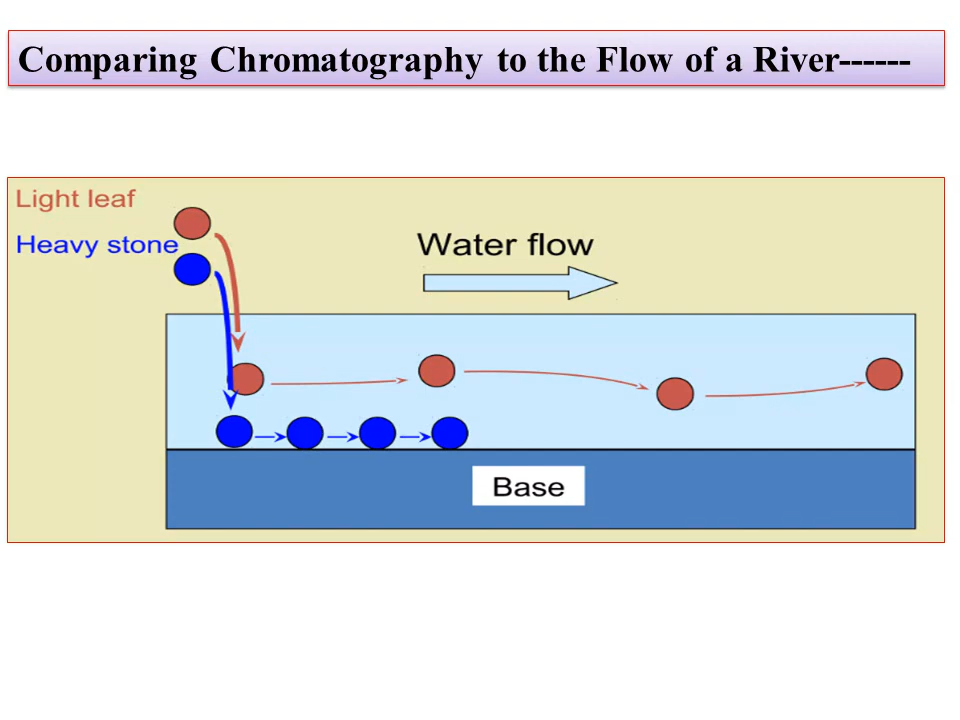 Comparing Chromatography to the Flow of a River------
Light leaf
Heavy stone
Water flow
Base